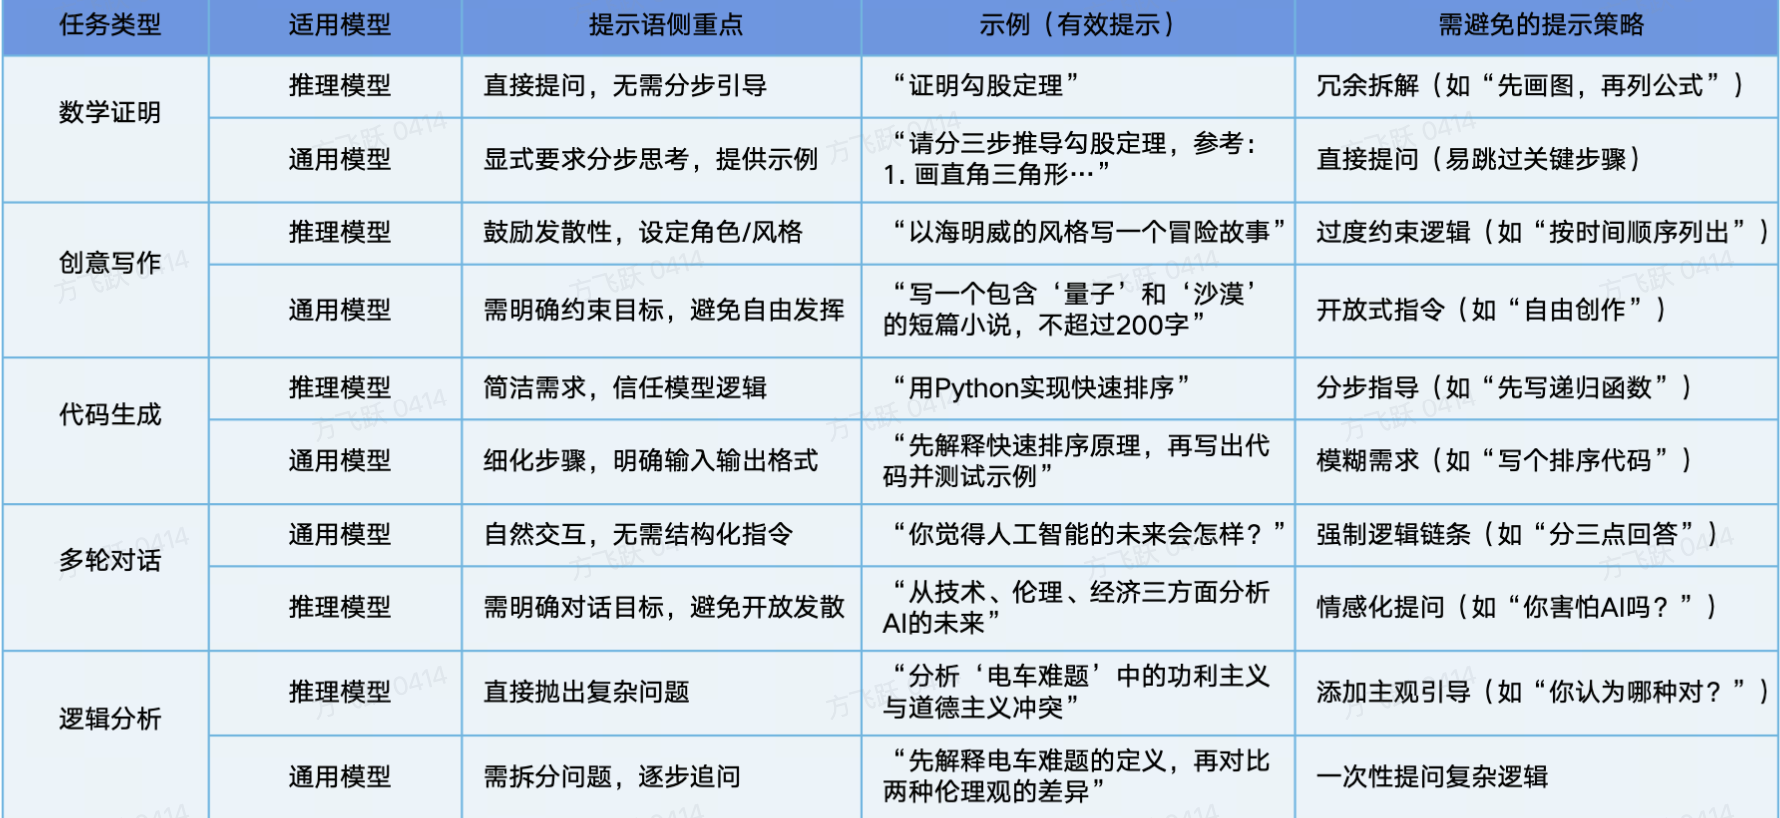 任务类型 适用模型 提示语侧重点 示例（有效提示） 需避免的提示策略
数学证明
推理模型 直接提问，无需分步引导 “证明勾股定理” 冗余拆解（如“先画图，再列公式”）
通用模型 显式要求分步思考，提供示例 “请分三步推导勾股定理，参考：
1. 画直角三角形…” 直接提问（易跳过关键步骤）
创意写作
推理模型 鼓励发散性，设定角色/风格 “以海明威的风格写一个冒险故事” 过度约束逻辑（如“按时间顺序列出”）
通用模型 需明确约束目标，避免自由发挥 “写一个包含‘量子’和‘沙漠’
的短篇小说，不超过200字” 开放式指令（如“自由创作”）
代码生成
推理模型 简洁需求，信任模型逻辑 “用Python实现快速排序” 分步指导（如“先写递归函数”）
通用模型 细化步骤，明确输入输出格式 “先解释快速排序原理，再写出代
码并测试示例” 模糊需求（如“写个排序代码”）
多轮对话
通用模型 自然交互，无需结构化指令 “你觉得人工智能的未来会怎样？” 强制逻辑链条（如“分三点回答”）
推理模型 需明确对话目标，避免开放发散 “从技术、伦理、经济三方面分析
AI的未来” 情感化提问（如“你害怕AI吗？”）
逻辑分析
推理模型 直接抛出复杂问题 “分析‘电车难题’中的功利主义
与道德主义冲突” 添加主观引导（如“你认为哪种对？”）
通用模型 需拆分问题，逐步追问 “先解释电车难题的定义，再对比
两种伦理观的差异” 一次性提问复杂逻辑
方飞跃 0414